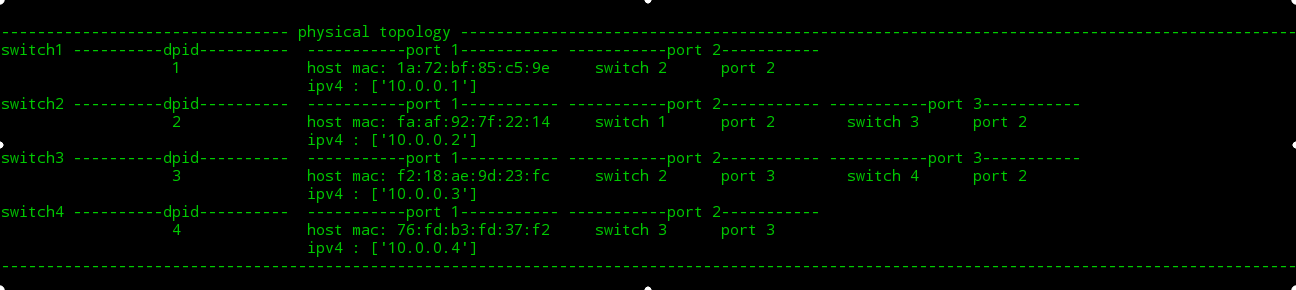 -------------------------------- physical topology ---------------------------------------------------------------------------------------------
switch1 ----------dpid----------  -----------port 1----------- -----------port 2-----------
                   1              host mac: 1a:72:bf:85:c5:9e     switch 2      port 2
                                  ipv4 : ['10.0.0.1']
switch2 ----------dpid----------  -----------port 1----------- -----------port 2----------- -----------port 3-----------
                   2              host mac: fa:af:92:7f:22:14     switch 1      port 2        switch 3      port 2
                                  ipv4 : ['10.0.0.2']
switch3 ----------dpid----------  -----------port 1----------- -----------port 2----------- -----------port 3-----------
                   3              host mac: f2:18:ae:9d:23:fc     switch 2      port 3        switch 4      port 2
                                  ipv4 : ['10.0.0.3']
switch4 ----------dpid----------  -----------port 1----------- -----------port 2-----------
                   4              host mac: 76:fd:b3:fd:37:f2     switch 3      port 3
                                  ipv4 : ['10.0.0.4']
------------------------------------------------------------------------------------------------------------------------------------------------